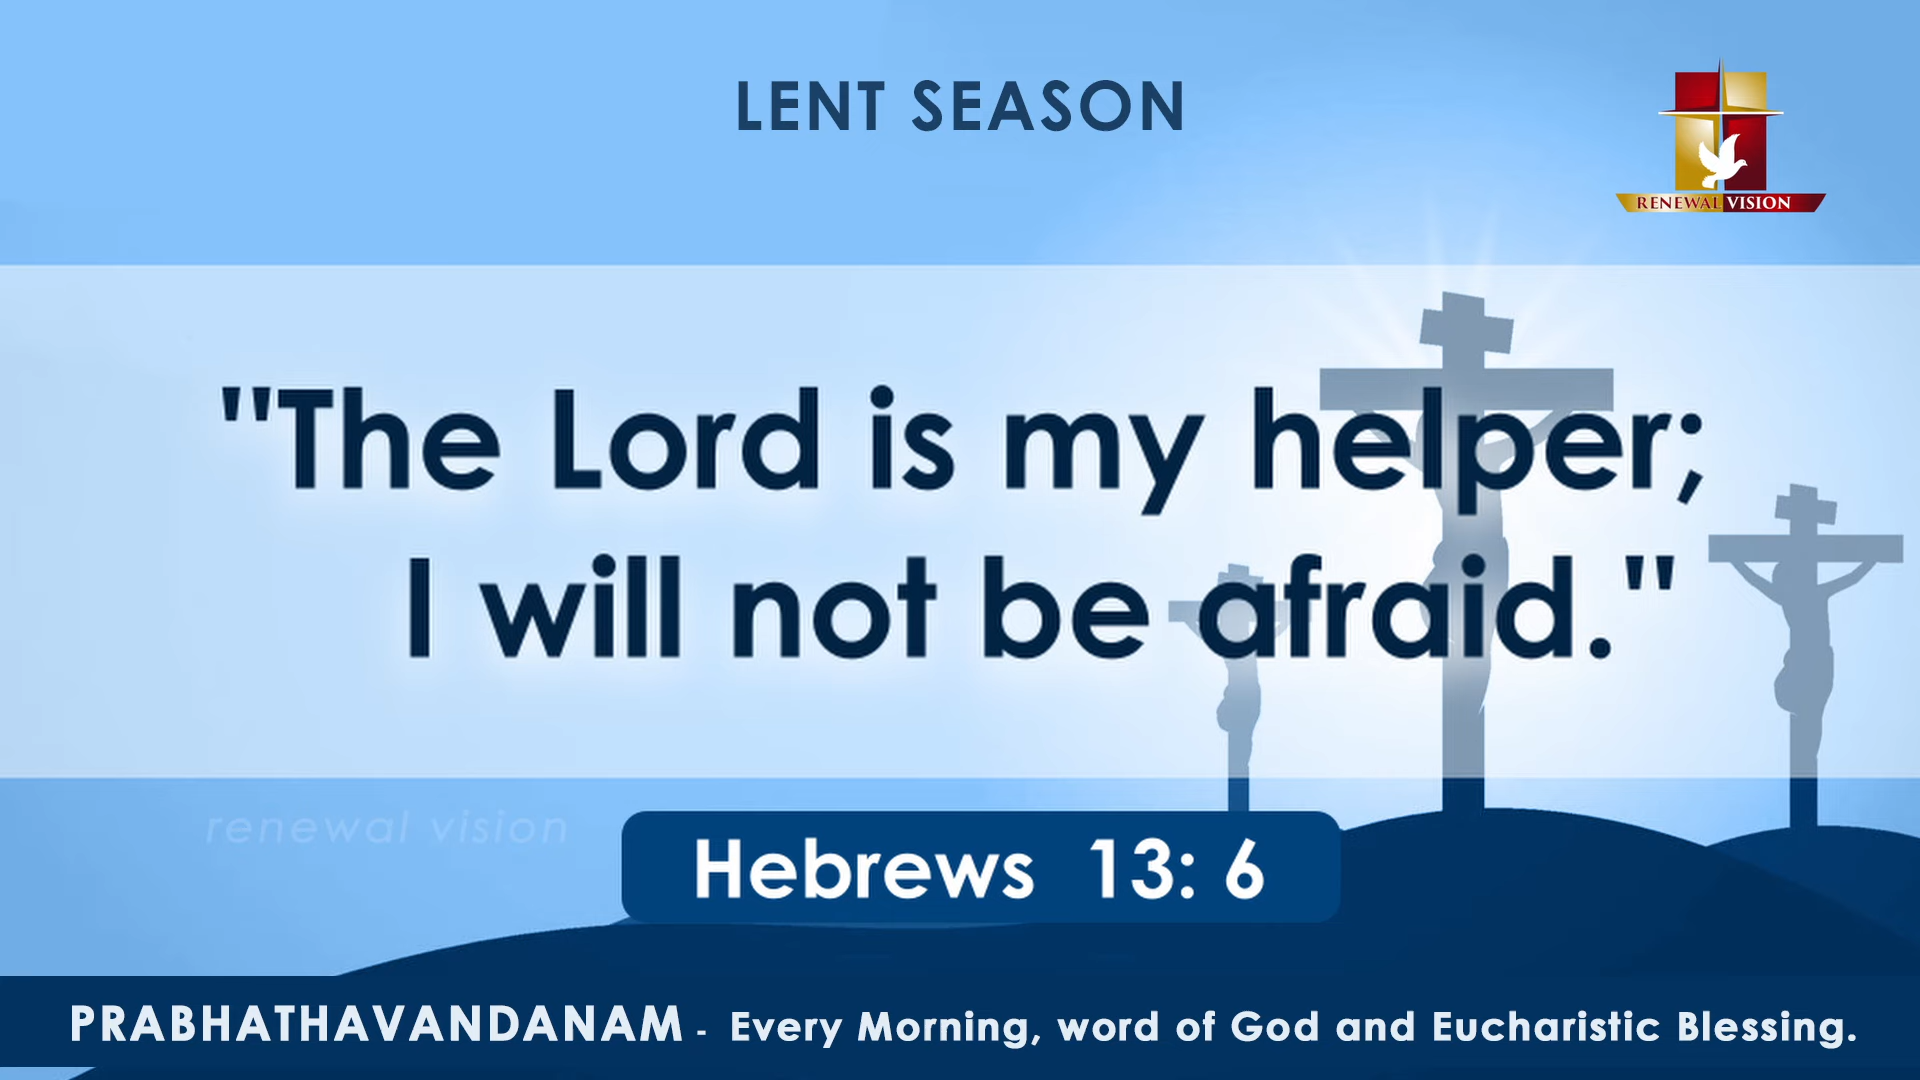 LENT SEASON
RENEWAL VISION
"The Lord is my helper;
I will not be afraid."
renewal vision
Hebrews 13: 6
PRABHATHAVANDANAM - Every Morning, word of God and Eucharistic Blessing.